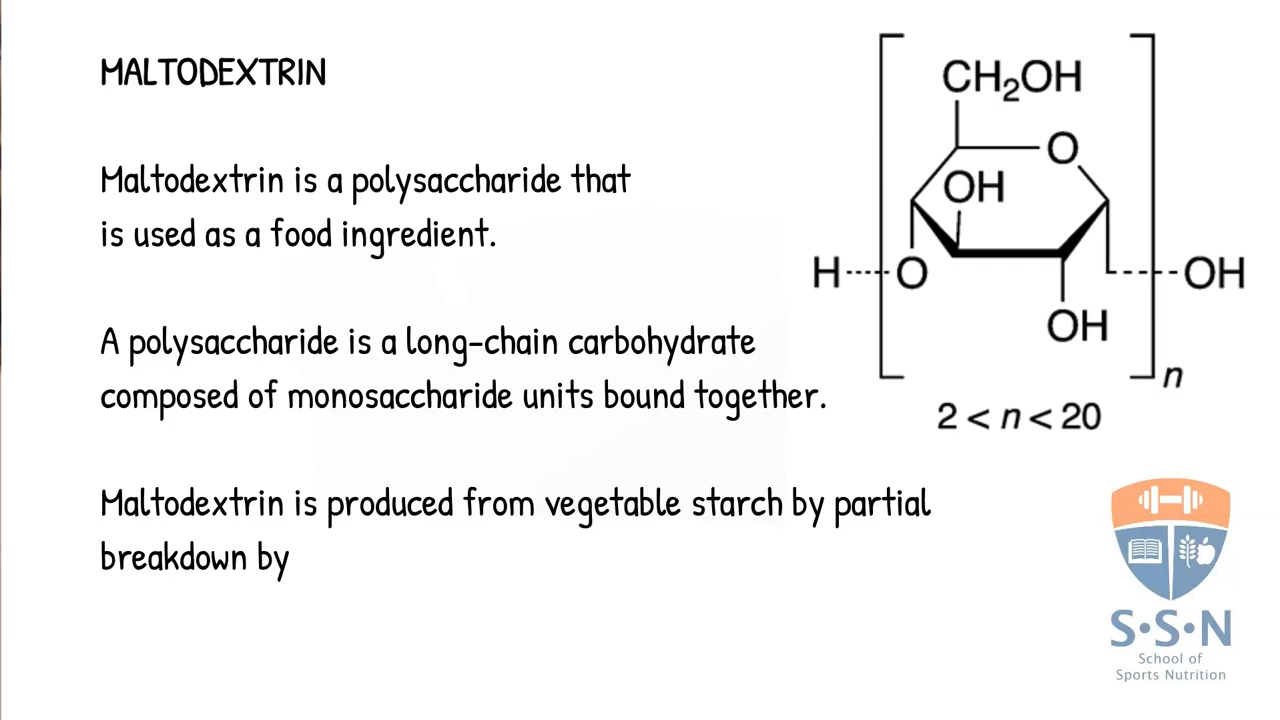 MALTODEXTRIN
Maltodextrin is a polysaccharide that
is used as a food ingredient.
A polysaccharide is a long-chain carbohydrate
composed of monosaccharide units bound together.
Maltodextrin is produced from vegetable starch by partial
breakdown by
CH₂OH
O
OH
H
O
OH
OH
n
2 < n < 20
S•S•N
School of
Sports Nutrition